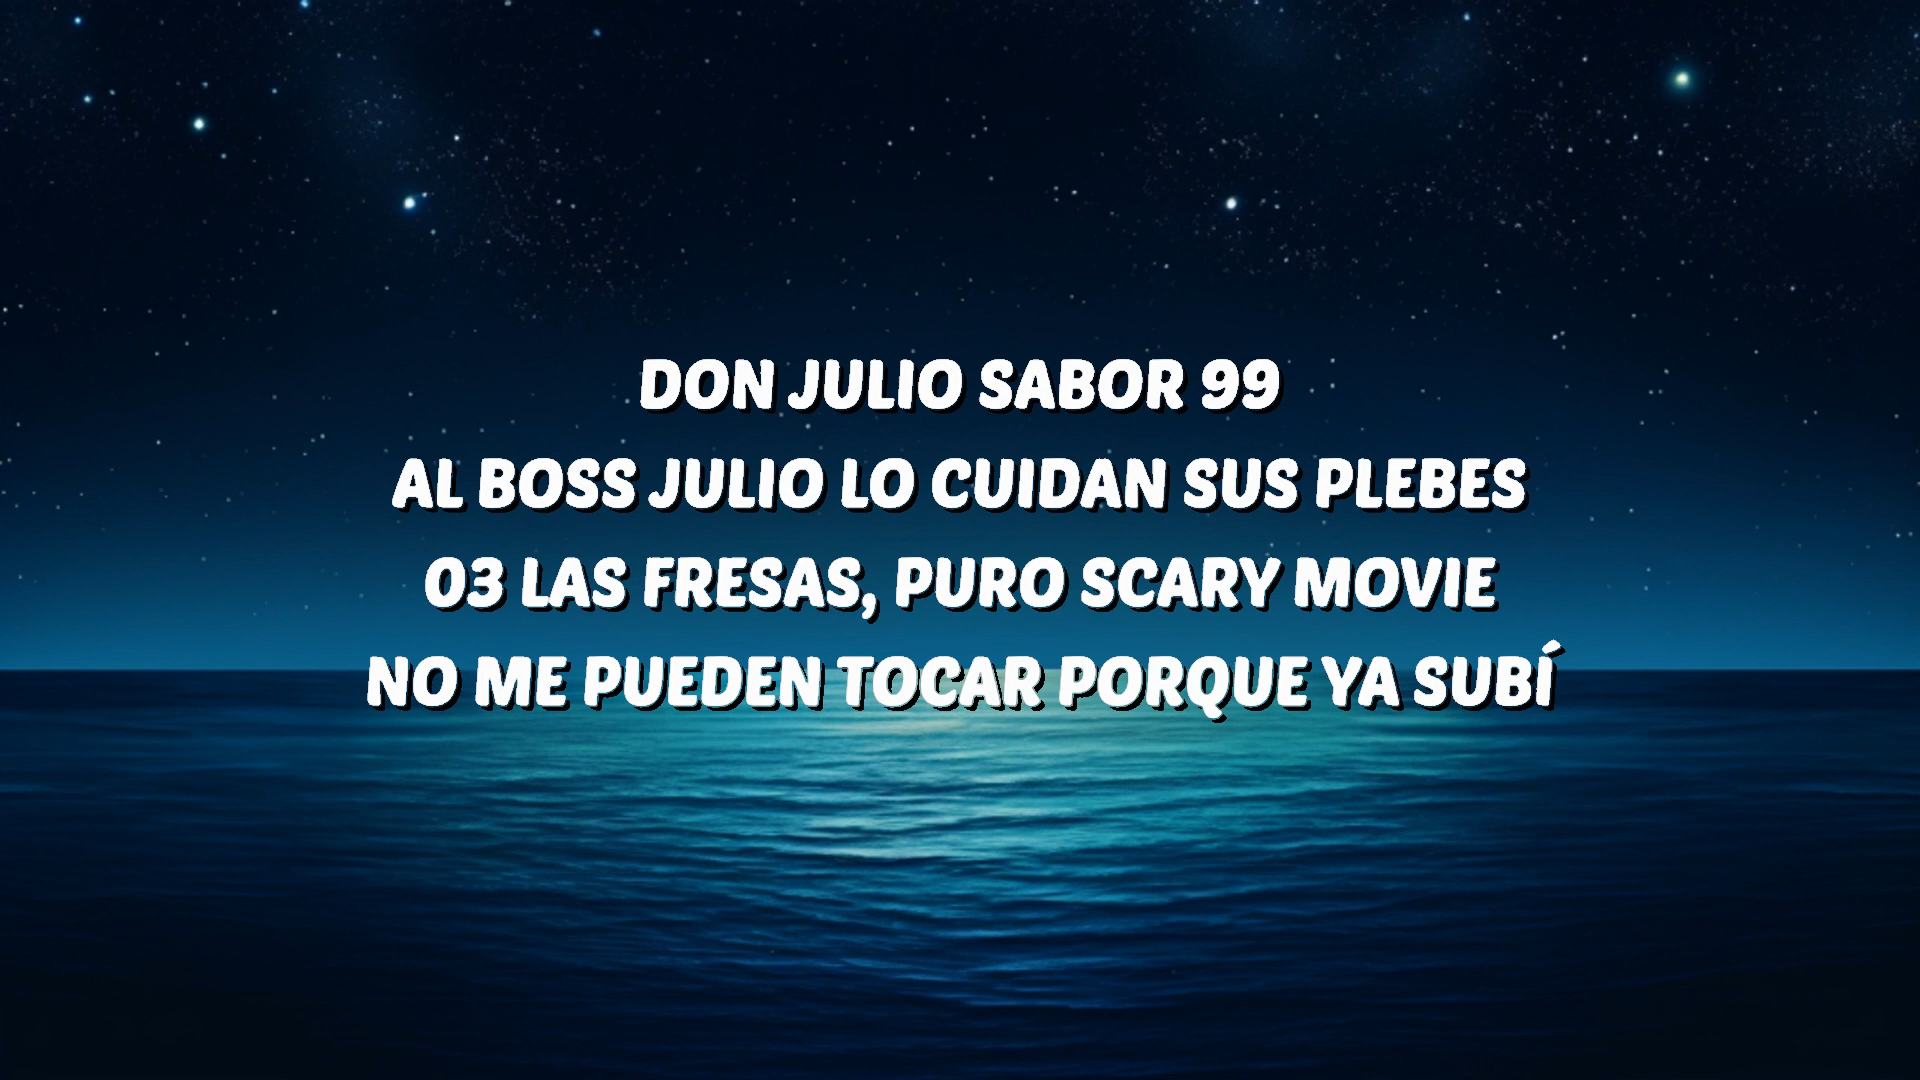 DON JULIO SABOR 99
AL BOSS JULIO LO CUIDAN SUS PLEBES
03 LAS FRESAS, PURO SCARY MOVIE
NO ME PUEDEN TOCAR PORQUE YA SUBÍ